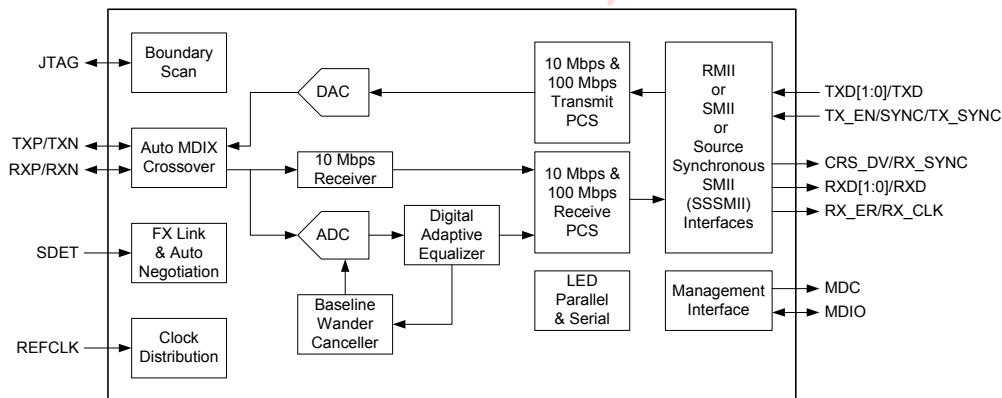 JTAG
Boundary
Scan
TXP/TXN
RXP/RXN
Auto MDIX
Crossover
SDET
FX Link
& Auto
Negotiation
REFCLK
Clock
Distribution
DAC
10 Mbps
Receiver
ADC
Digital
Adaptive
Equalizer
Baseline
Wander
Canceller
10 Mbps &
100 Mbps
Transmit
PCS
10 Mbps &
100 Mbps
Receive
PCS
LED
Parallel
& Serial
RMII
or
SMII
or
Source
Synchronous
SMII
(SSSMII)
Interfaces
Management
Interface
TXD[1:0]/TXD
TX_EN/SYNC/TX_SYNC
CRS_DV/RX_SYNC
RXD[1:0]/RXD
RX_ER/RX_CLK
MDC
MDIO